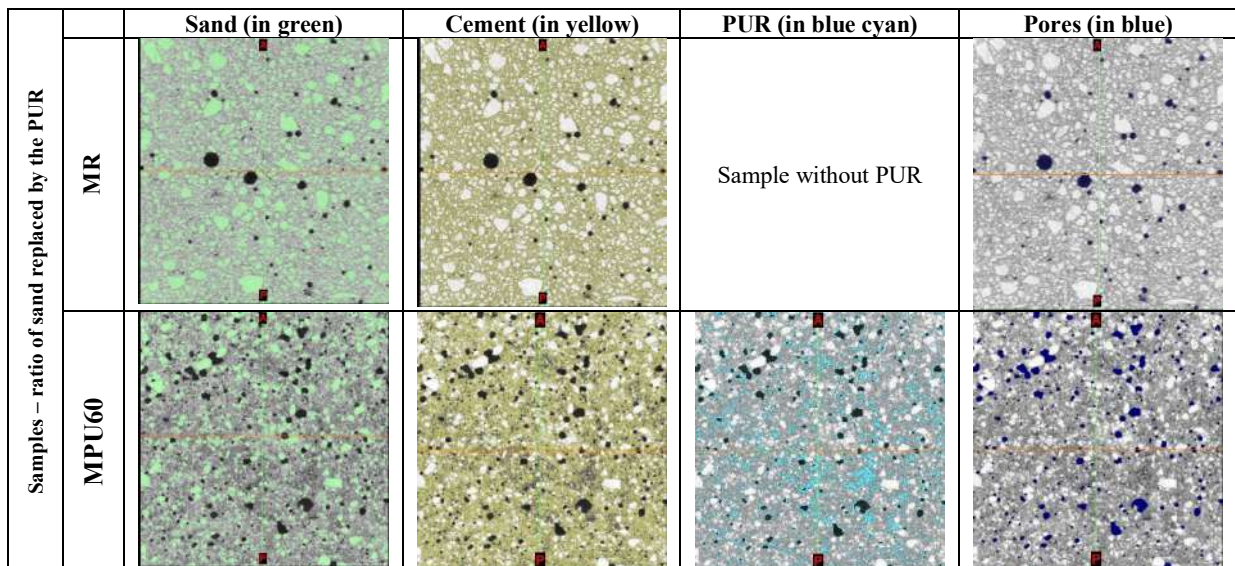 Samples – ratio of sand replaced by the PUR
Sand (in green)
Cement (in yellow)
PUR (in blue cyan)
Pores (in blue)
MR
A
P
A
P
Sample without PUR
A
P
MPU60
A
P
A
P
A
P
A
P